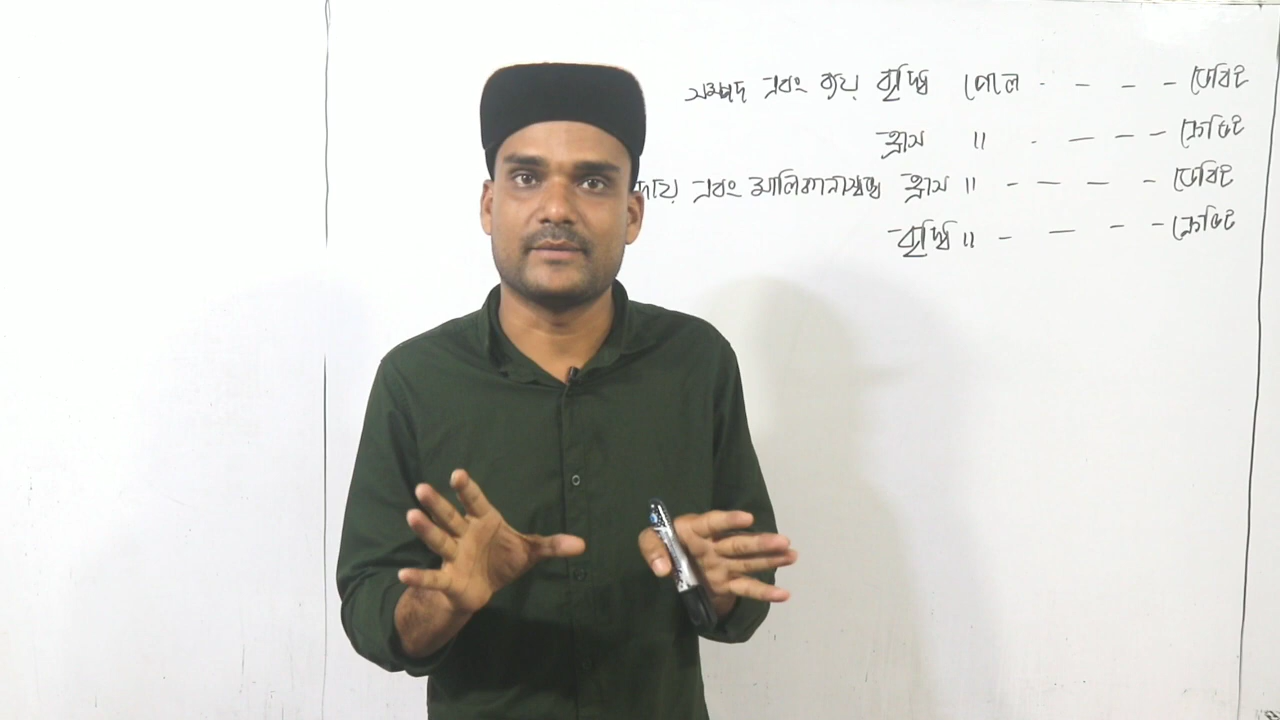 সম্পদ এবং ব্যয় বৃদ্ধি পেলে - - - - ডেবিট
হ্রাস " - - - - ক্রেডিট
দায় এবং মালিকানাস্বত্ব হ্রাস " - - - - ডেবিট
বৃদ্ধি " - - - - ক্রেডিট